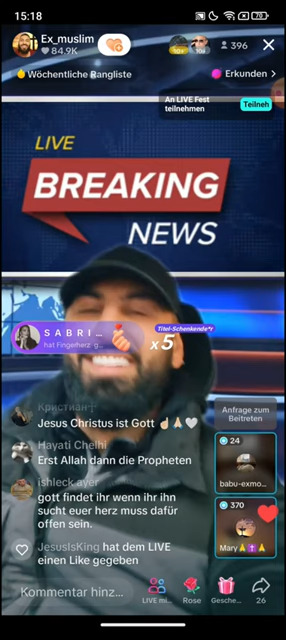 15:18
70
Ex_muslim
84.9K
396
Wöchentliche Rangliste
Erkunden
An LIVE Fest
teilnehmen
Teilneh
LIVE
BREAKING
NEWS
Titel-Schenkende*r
S A B R I ...
hat Fingerherz g...
x5
Кристиан
Jesus Christus ist Gott
Hayati Chelhi
Erst Allah dann die Propheten
ishleck.ayer
gott findet ihr wenn ihr ihn
sucht euer herz muss dafür
offen sein.
JesusIsKing hat dem LIVE
einen Like gegeben
Anfrage zum
Beitreten
24
babu-exmo...
370
Mary
Kommentar hinz...
LIVE mi...
Rose
Gesche...
26